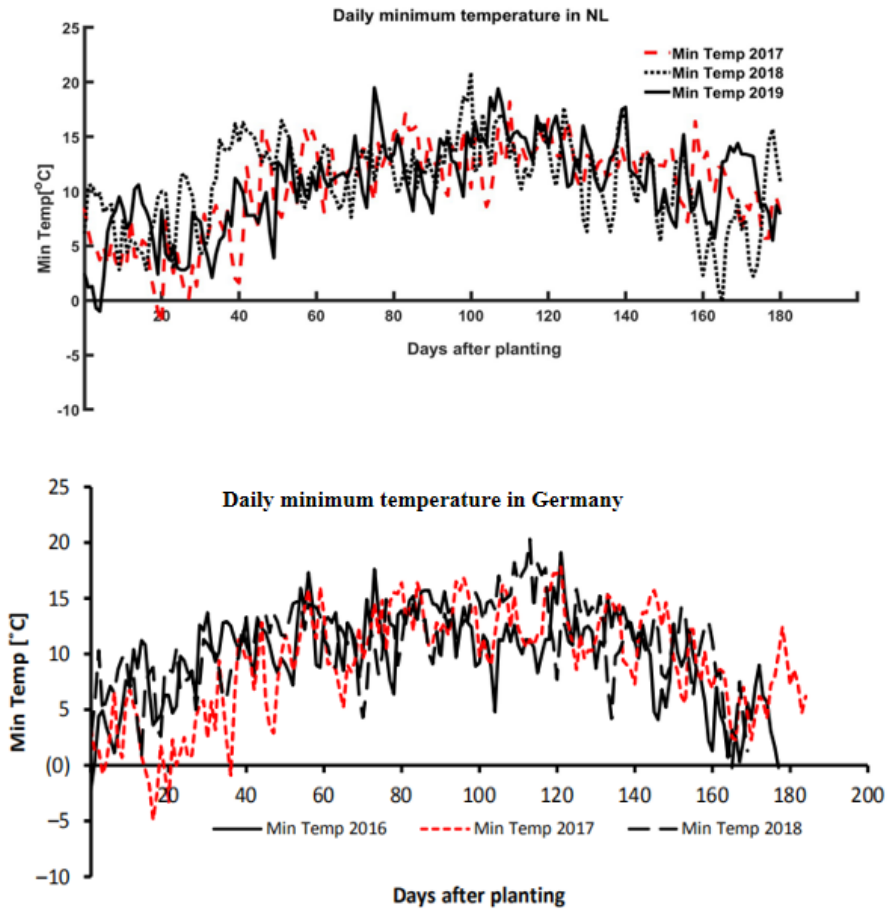 Daily minimum temperature in NL
25
20
15
10
5
0
-5
-10
Min Temp[°C]
Min Temp 2017
Min Temp 2018
Min Temp 2019
20 40 60 80 100 120 140 160 180
Days after planting
Daily minimum temperature in Germany
25
20
15
10
5
(0)
−5
−10
Min Temp [°C]
20 40 60 80 100 120 140 160 180 200
Min Temp 2016 Min Temp 2017 Min Temp 2018
Days after planting